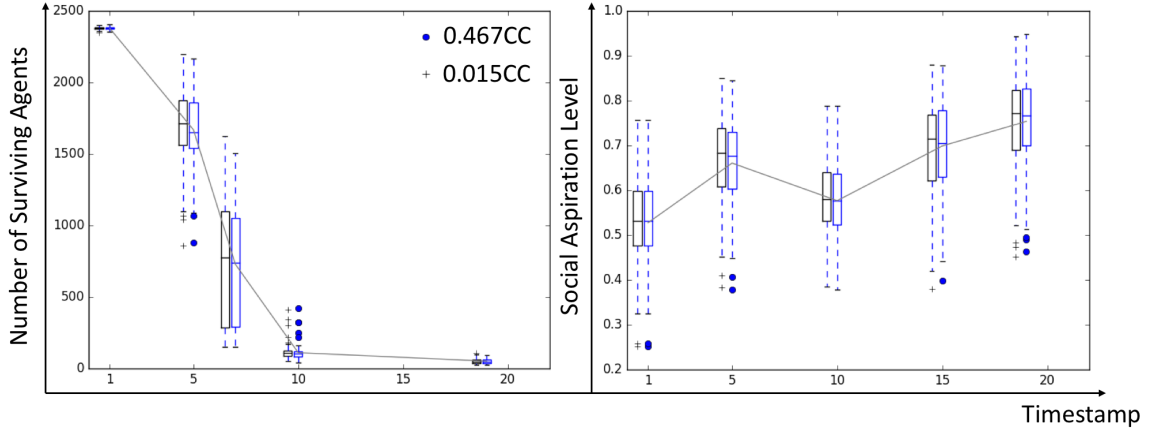 Number of Surviving Agents
2500
2000
1500
1000
500
0
1 5 10 15 20
0.467CC
0.015CC
Social Aspiration Level
1.0
0.9
0.8
0.7
0.6
0.5
0.4
0.3
0.2
1 5 10 15 20
Timestamp